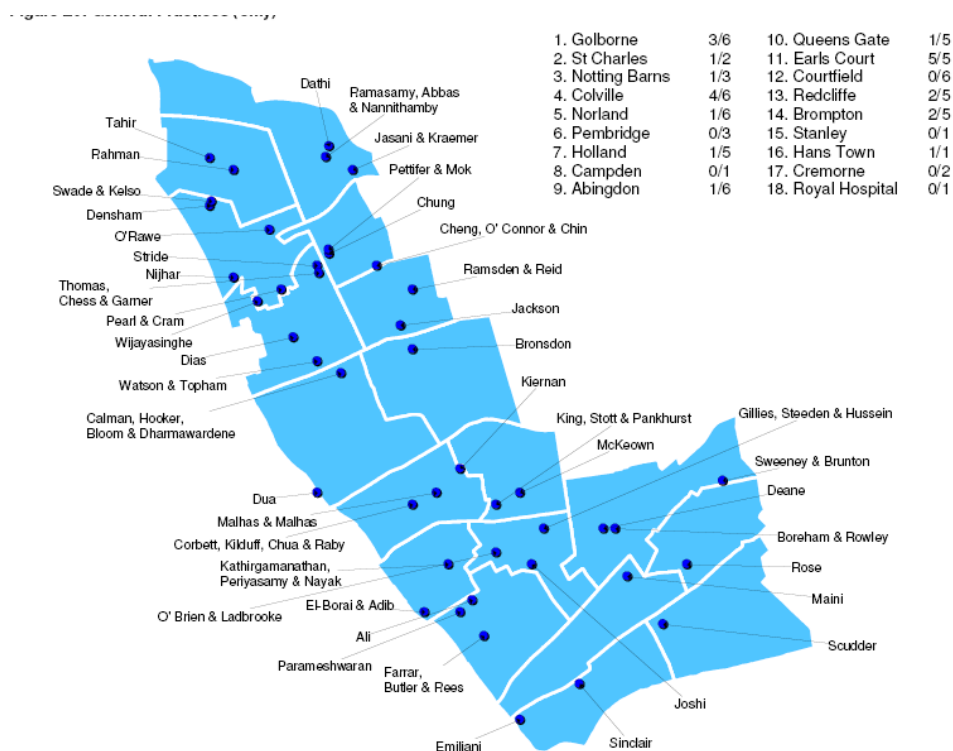 1. Golborne 3/6 10. Queens Gate 1/5
2. St Charles 1/2 11. Earls Court 5/5
3. Notting Barns 1/3 12. Courtfield 0/6
4. Colville 4/6 13. Redcliffe 2/5
5. Norland 1/6 14. Brompton 2/5
6. Pembridge 0/3 15. Stanley 0/1
7. Holland 1/5 16. Hans Town 1/1
8. Campden 0/1 17. Cremorne 0/2
9. Abingdon 1/6 18. Royal Hospital 0/1
Dathi
Ramasamy, Abbas
& Nannithamby
Tahir
Jasani & Kraemer
Rahman
Pettifer & Mok
Swade & Kelso
Chung
Densham
Cheng, O' Connor & Chin
O'Rawe
Stride
Ramsden & Reid
Nijhar
Thomas,
Chess & Garner
Jackson
Pearl & Cram
Wijayasinghe
Bronsdon
Dias
Watson & Topham
Kiernan
Calman, Hooker,
Bloom & Dharmawardene
Gillies, Steeden & Hussein
King, Stott & Pankhurst
McKeown
Sweeney & Brunton
Deane
Dua
Malhas & Malhas
Boreham & Rowley
Corbett, Kilduff, Chua & Raby
Kathirgamanathan,
Periyasamy & Nayak
Rose
Maini
El-Borai & Adib
O' Brien & Ladbrooke
Ali
Scudder
Parameshwaran
Farrar,
Butler & Rees
Joshi
Emiliani
Sinclair